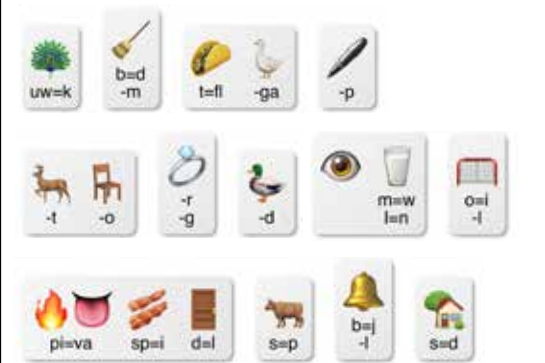 uw=k b=d t=fl -ga -p
-m
-t -o -r -d m=w o=i
-g l=n -l
pi=va sp=i d=l s=p b=j s=d
-l